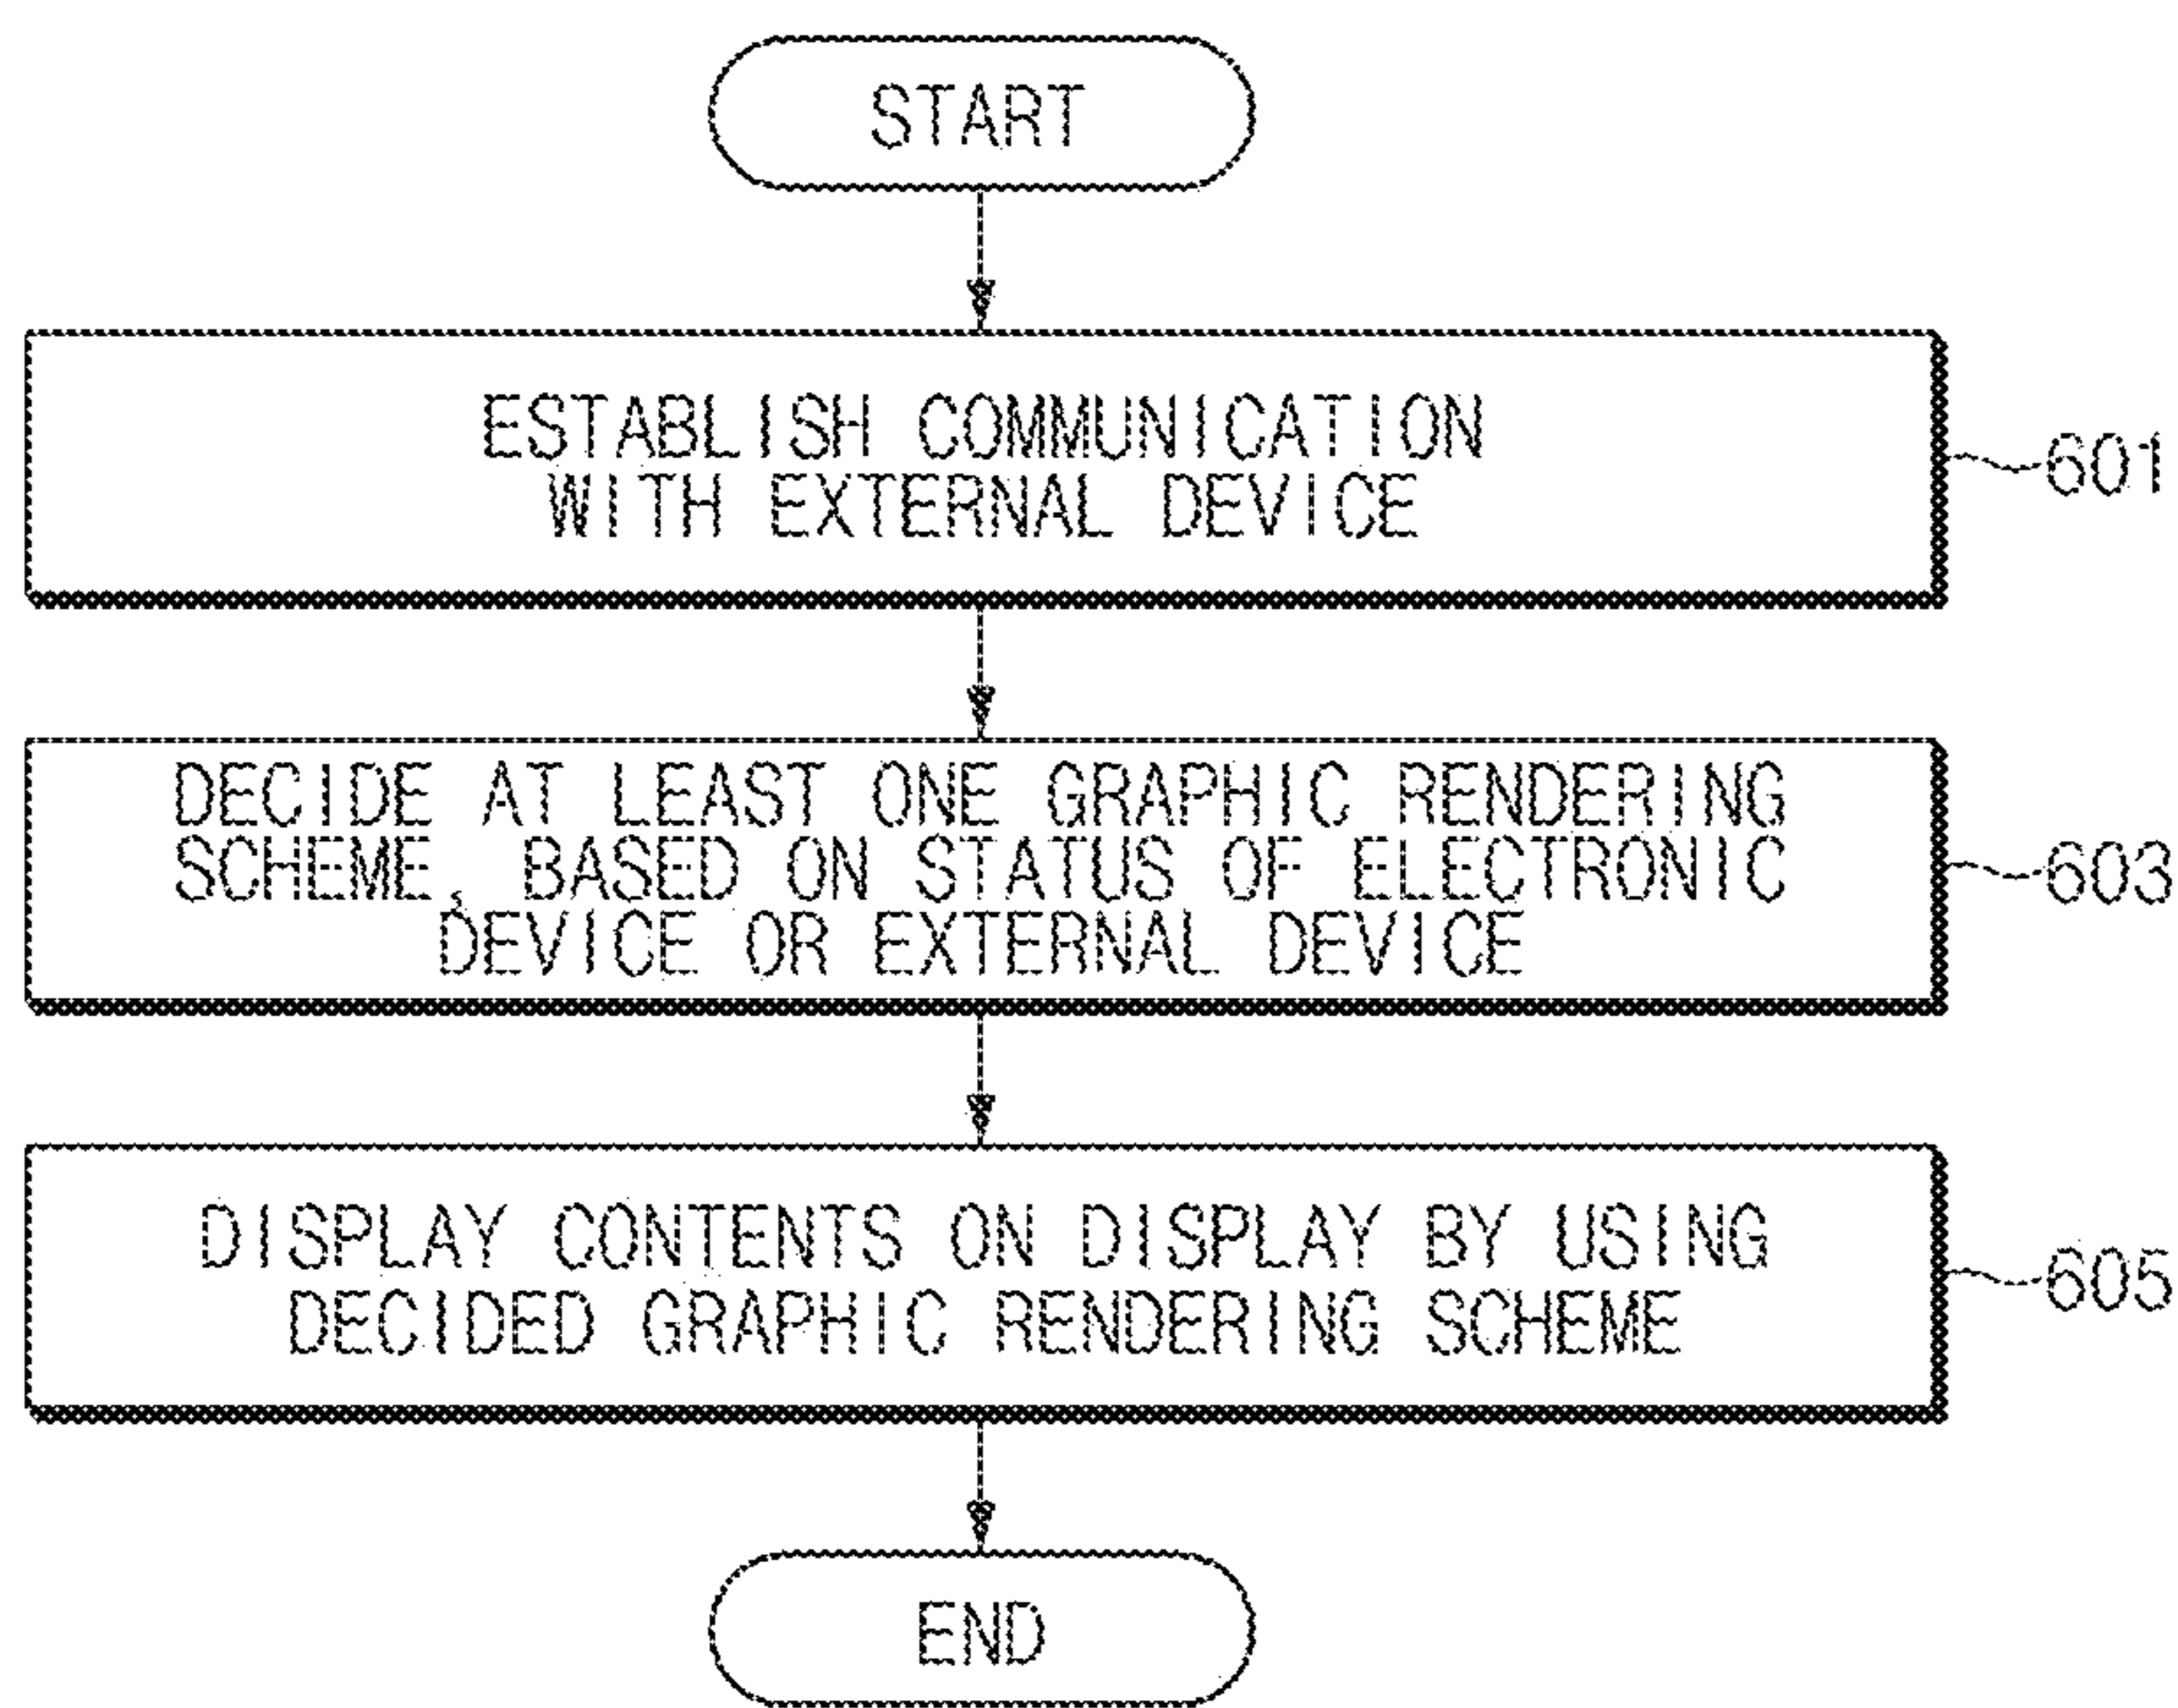 START
ESTABLISH COMMUNICATION
WITH EXTERNAL DEVICE
601
DECIDE AT LEAST ONE GRAPHIC RENDERING
SCHEME, BASED ON STATUS OF ELECTRONIC
DEVICE OR EXTERNAL DEVICE
603
DISPLAY CONTENTS ON DISPLAY BY USING
DECIDED GRAPHIC RENDERING SCHEME
605
END